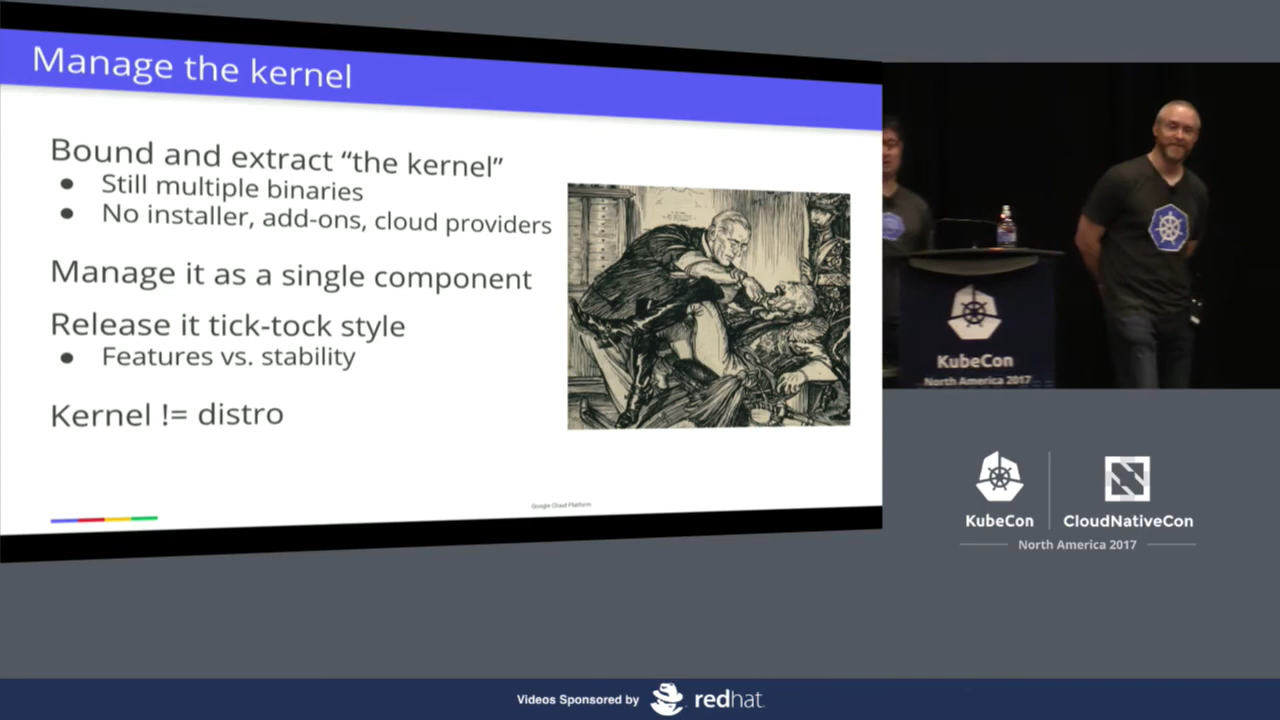 Manage the kernel
Bound and extract “the kernel”
● Still multiple binaries
● No installer, add-ons, cloud providers
Manage it as a single component
Release it tick-tock style
● Features vs. stability
Kernel != distro
Google Cloud Platform
KubeCon
North America 2017
KubeCon
CloudNativeCon
North America 2017
Videos Sponsored by
redhat.